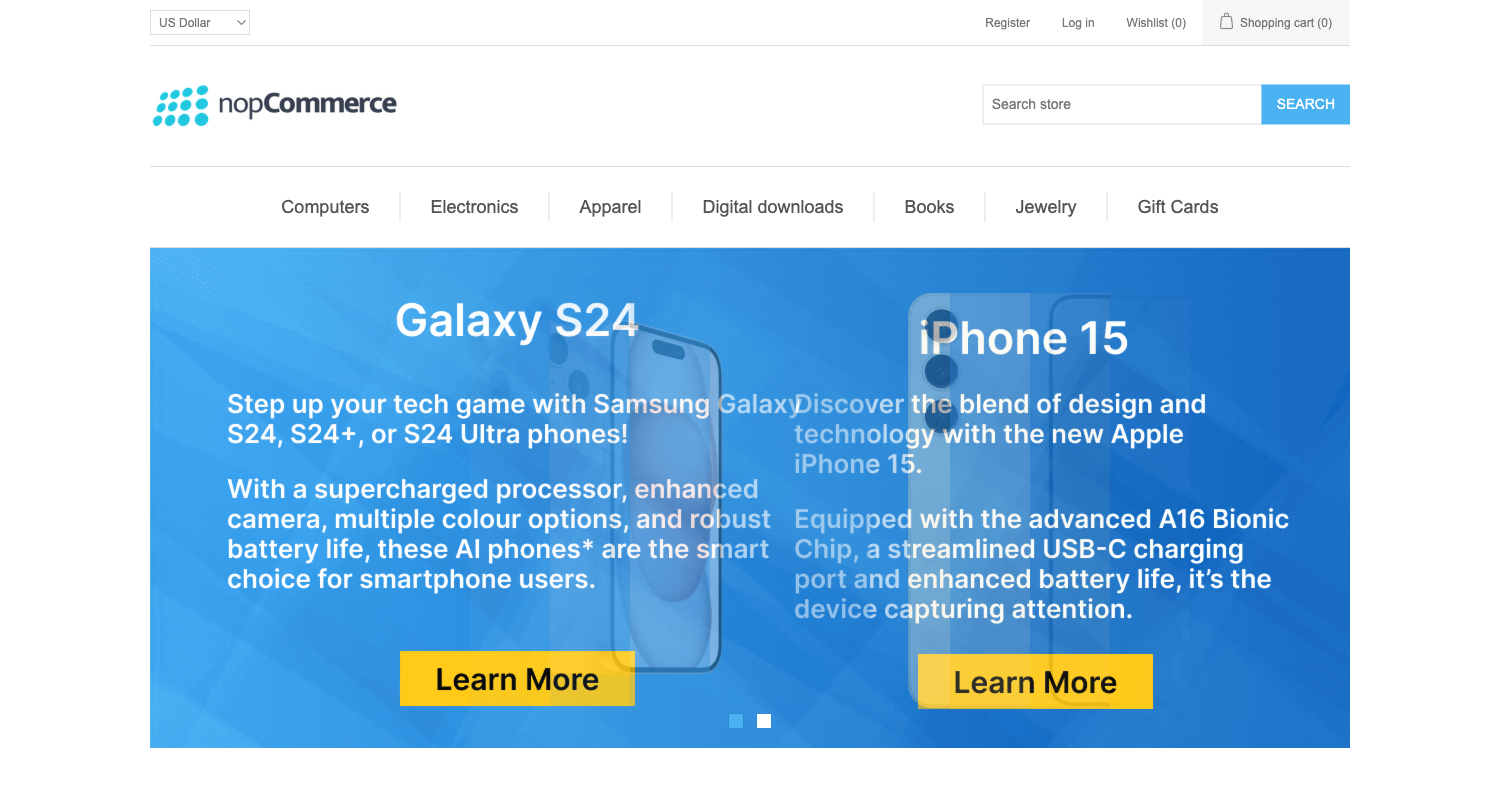 US Dollar
Register
Log in
Wishlist (0)
Shopping cart (0)
nopCommerce
Search store
SEARCH
Computers
Electronics
Apparel
Digital downloads
Books
Jewelry
Gift Cards
Galaxy S24
Step up your tech game with Samsung Galaxy
S24, S24+, or S24 Ultra phones!
With a supercharged processor, enhanced
camera, multiple colour options, and robust
battery life, these AI phones* are the smart
choice for smartphone users.
Learn More
iPhone 15
Discover the blend of design and
technology with the new Apple
iPhone 15.
Equipped with the advanced A16 Bionic
Chip, a streamlined USB-C charging
port and enhanced battery life, it’s the
device capturing attention.
Learn More